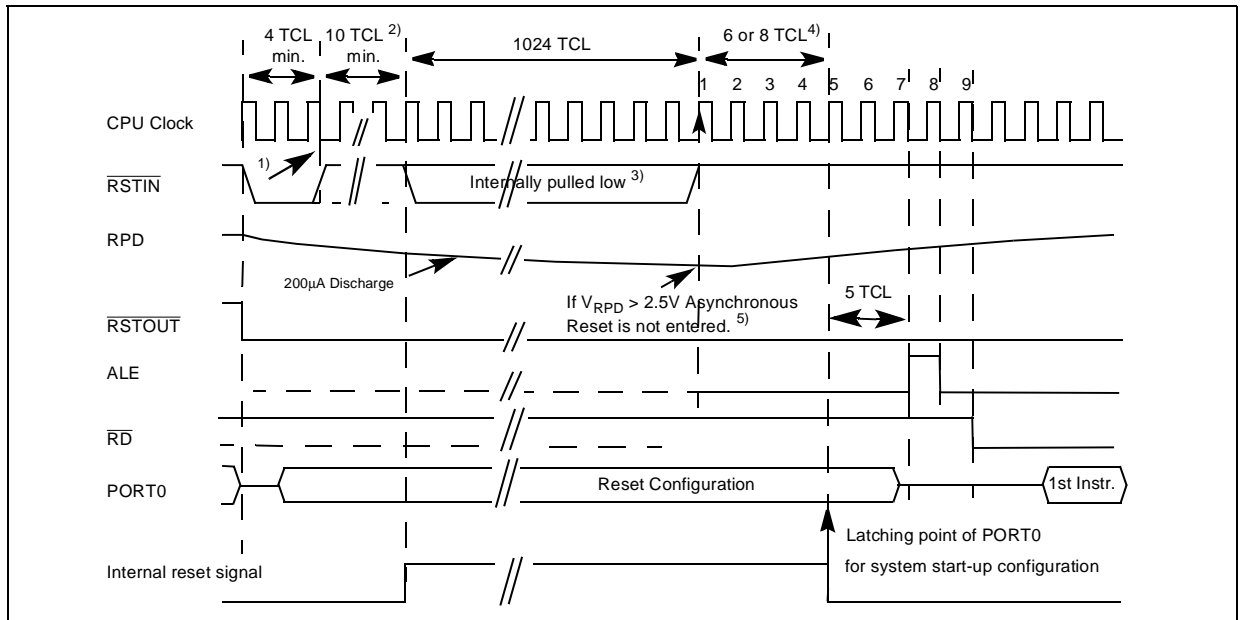 4 TCL
min.
10 TCL 2)
min.
1024 TCL
6 or 8 TCL4)
1 2 3 4 5 6 7 8 9
CPU Clock
1)
RSTIN
Internally pulled low 3)
RPD
200µA Discharge
If VRPD > 2.5V Asynchronous
Reset is not entered. 5)
5 TCL
RSTOUT
ALE
RD
PORT0
Reset Configuration
1st Instr.
Latching point of PORT0
for system start-up configuration
Internal reset signal